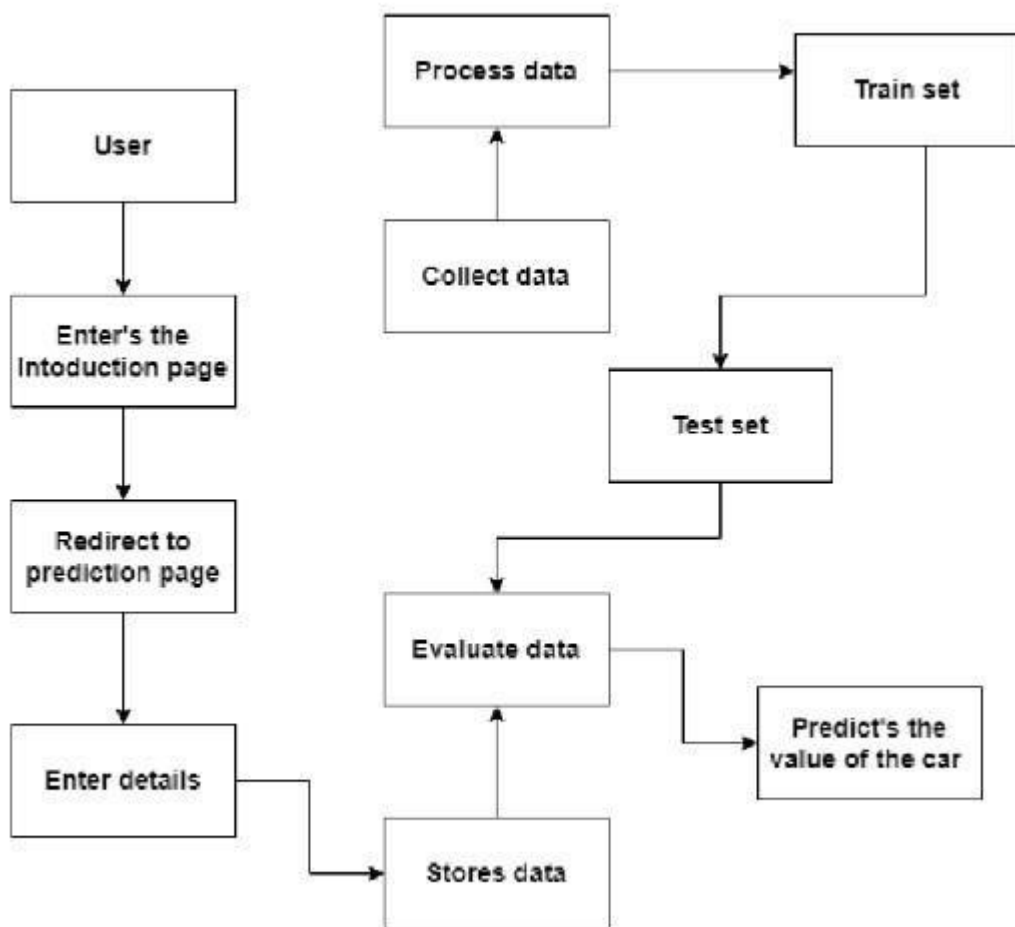 Process data
Train set
User
Collect data
Enter's the
Intoduction page
Test set
Redirect to
prediction page
Evaluate data
Predict's the
value of the car
Enter details
Stores data